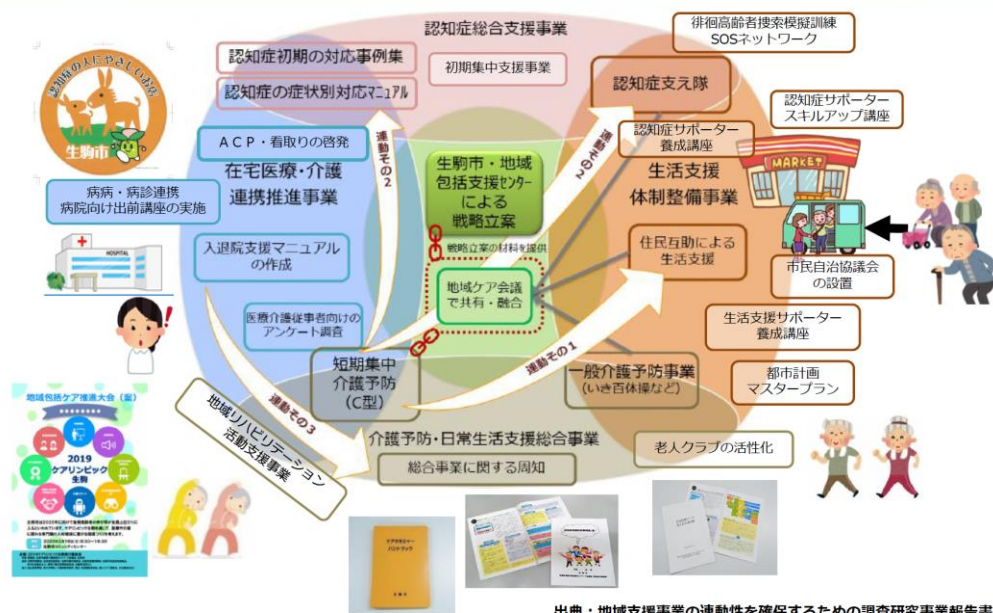 認知症総合支援事業
徘徊高齢者捜索模擬訓練
SOSネットワーク
認知症の人にやさしいお店
生駒市
認知症初期の対応事例集
認知症の症状別対応マニュアル
初期集中支援事業
認知症支え隊
認知症サポーター
スキルアップ講座
認知症サポーター
養成講座
MARKET
ACP・看取りの啓発
在宅医療・介護
連携推進事業
連動その2
生駒市・地域
包括支援センター
による
戦略立案
連動その2
生活支援
体制整備事業
病病・病診連携
病院向け出前講座の実施
HOSPITAL
入退院支援マニュアル
の作成
戦略立案の材料を提供
地域ケア会議
で共有・融合
住民互助による
生活支援
市民自治協議会
の設置
医療介護従事者向けの
アンケート調査
生活支援サポーター
養成講座
短期集中
介護予防
(C型)
連動その1
一般介護予防事業
(いき百体操など)
都市計画
マスタープラン
連動その3
地域リハビリテーション
活動支援事業
介護予防・日常生活支援総合事業
総合事業に関する周知
老人クラブの活性化
地域包括ケア推進大会(案)
2019
ケアリンピック
生駒
ケアマネジャー
ハンドブック
出典:地域支援事業の連動性を確保するための調査研究事業報告書